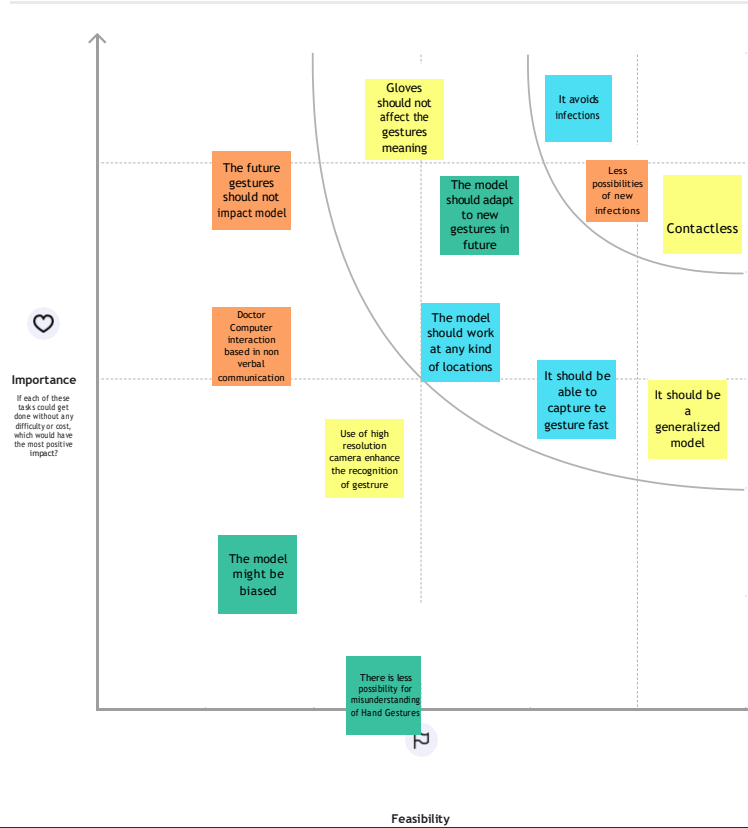 Gloves
should not
affect the
gestures
meaning
It avoids
infections
The future
gestures
should not
impact model
Less
possibilities
of new
infections
The model
should adapt
to new
gestures in
future
Contactless
Doctor
Computer
interaction
based in non
verbal
communication
The model
should work
at any kind
of locations
Importance
If each of these
tasks could get
done without any
difficulty or cost,
which would have
the most positive
impact?
It should be
able to
capture te
gesture fast
It should be
a
generalized
model
Use of high
resolution
camera enhance
the recognition
of gestrure
The model
might be
biased
There is less
possibility for
misunderstanding
of Hand Gestures
Feasibility